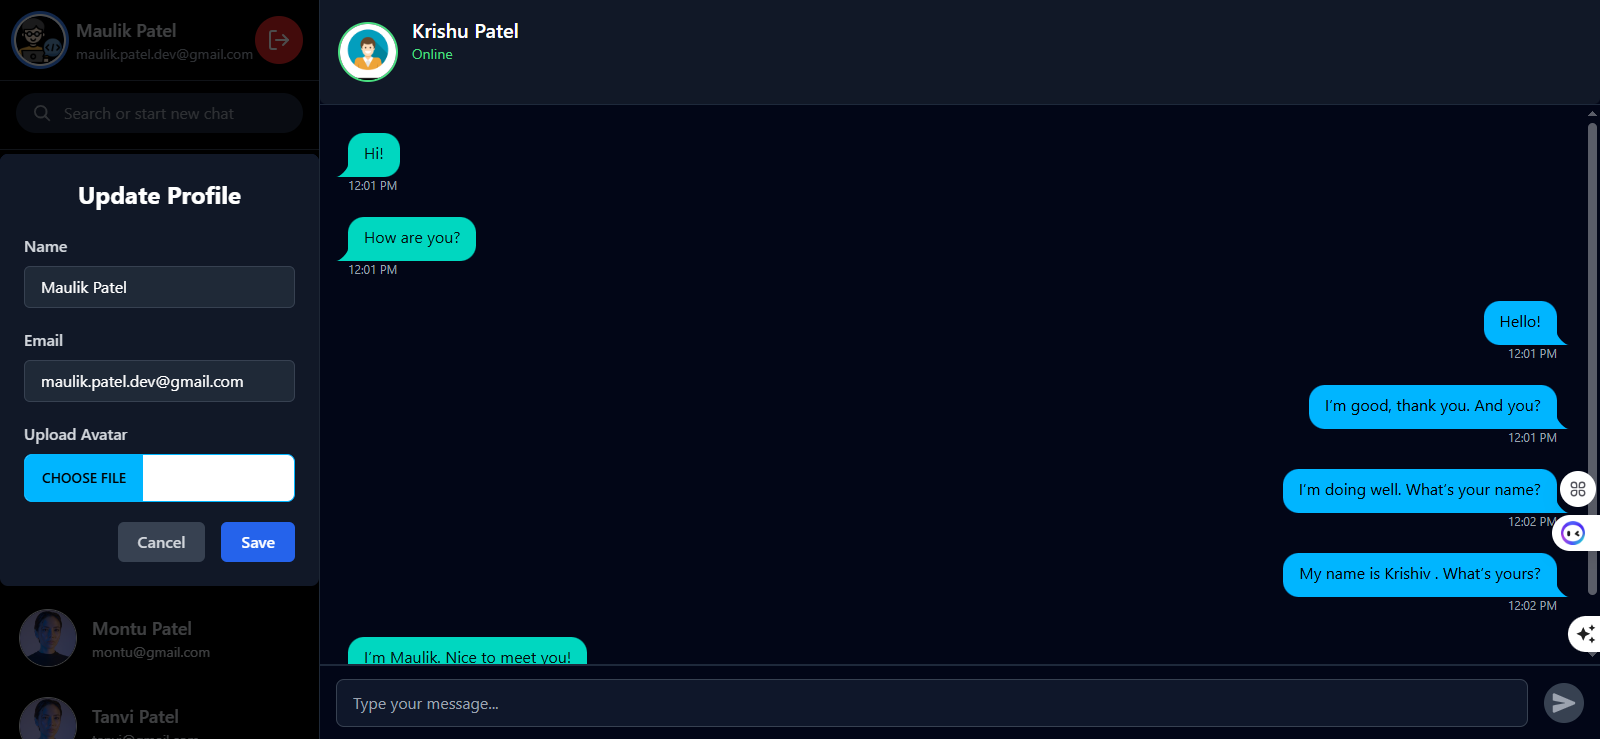 Maulik Patel
maulik.patel.dev@gmail.com
Search or start new chat
Update Profile
Name
Maulik Patel
Email
maulik.patel.dev@gmail.com
Upload Avatar
CHOOSE FILE
Cancel
Save
Montu Patel
montu@gmail.com
Tanvi Patel
tanvi@gmail.com
Krishu Patel
Online
Hi!
12:01 PM
How are you?
12:01 PM
Hello!
12:01 PM
I'm good, thank you. And you?
12:01 PM
I'm doing well. What's your name?
12:02 PM
My name is Krishiv . What's yours?
12:02 PM
I'm Maulik. Nice to meet you!
Type your message...